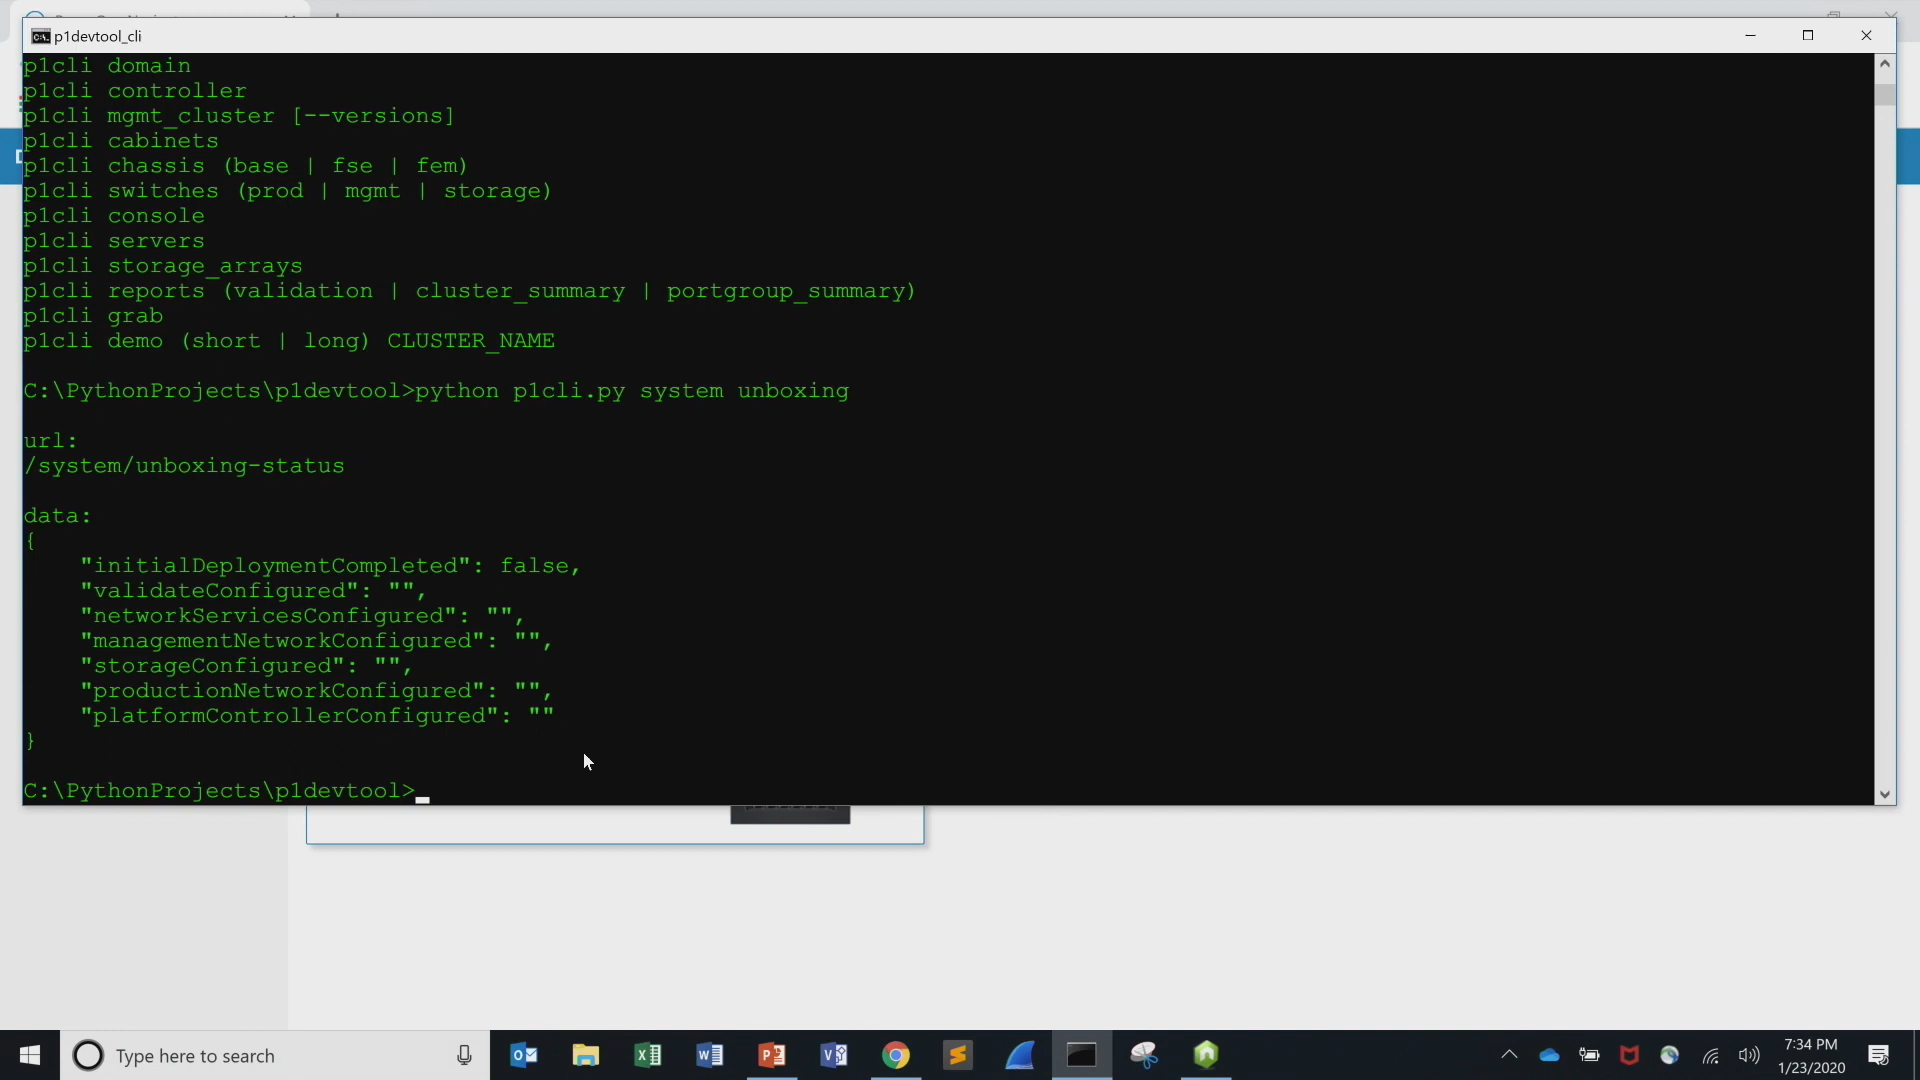 p1devtool_cli
p1cli domain
p1cli controller
p1cli mgmt_cluster [--versions]
p1cli cabinets
p1cli chassis (base | fse | fem)
p1cli switches (prod | mgmt | storage)
p1cli console
p1cli servers
p1cli storage_arrays
p1cli reports (validation | cluster_summary | portgroup_summary)
p1cli grab
p1cli demo (short | long) CLUSTER_NAME
C:\PythonProjects\p1devtool>python p1cli.py system unboxing
url:
/system/unboxing-status
data:
{
    "initialDeploymentCompleted": false,
    "validateConfigured": "",
    "networkServicesConfigured": "",
    "managementNetworkConfigured": "",
    "storageConfigured": "",
    "productionNetworkConfigured": "",
    "platformControllerConfigured": ""
}
C:\PythonProjects\p1devtool>
Type here to search
7:34 PM
1/23/2020